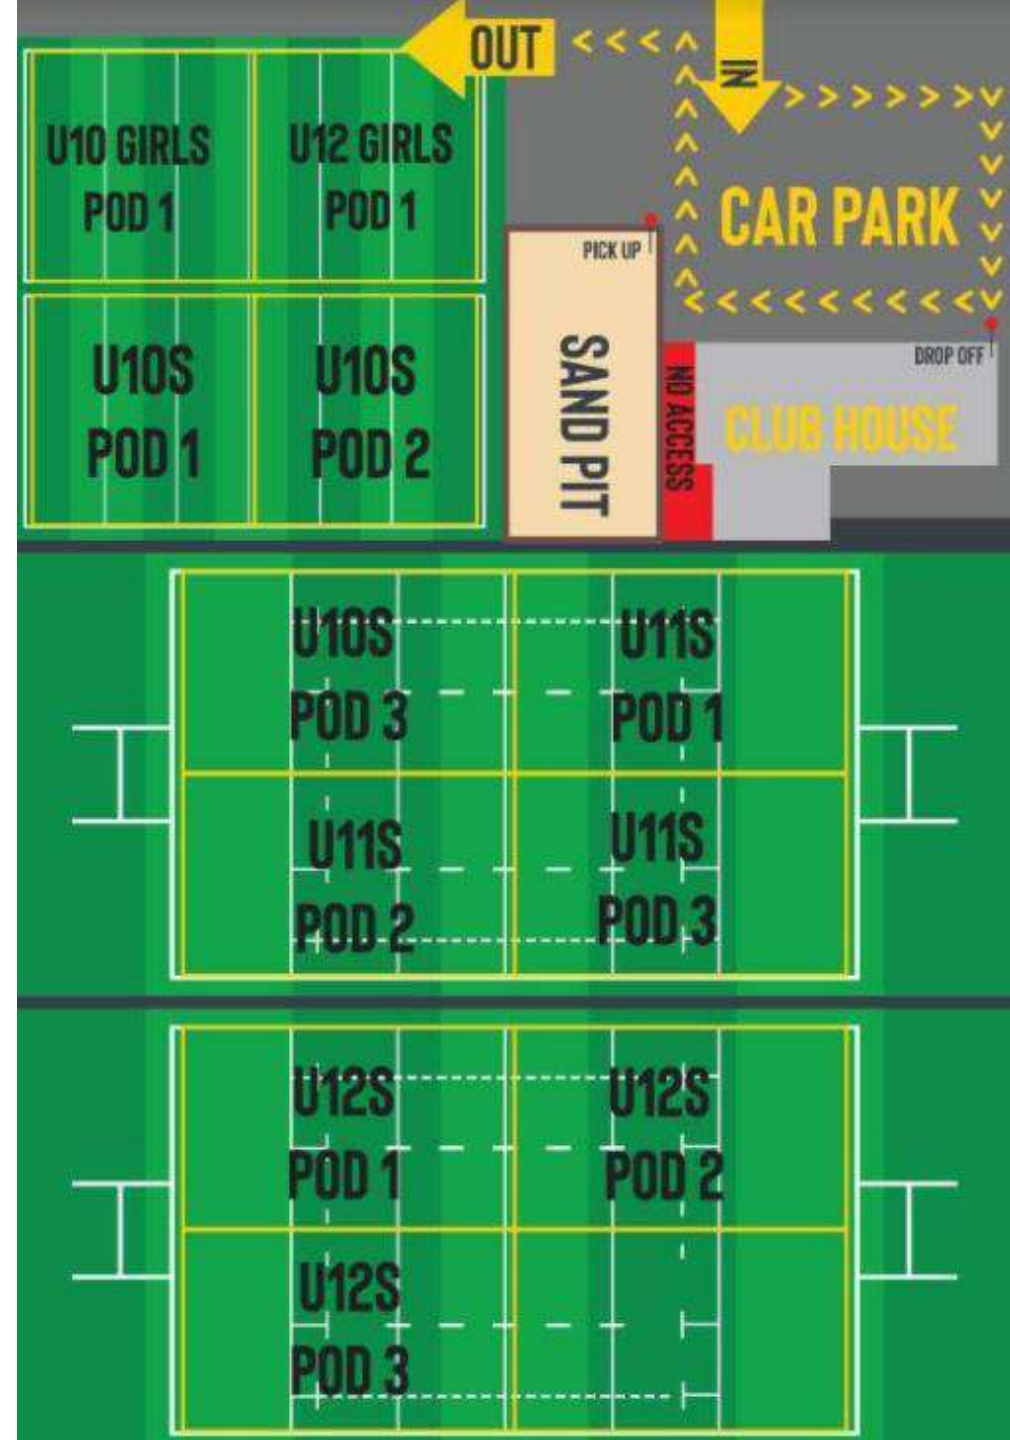 OUT
IN
U10 GIRLS
POD 1
U12 GIRLS
POD 1
CAR PARK
PICK UP
SAND PIT
DROP OFF
NO ACCESS
CLUB HOUSE
U10S
POD 1
U10S
POD 2
U10S
POD 3
U11S
POD 1
U11S
POD 2
U11S
POD 3
U12S
POD 1
U12S
POD 2
U12S
POD 3